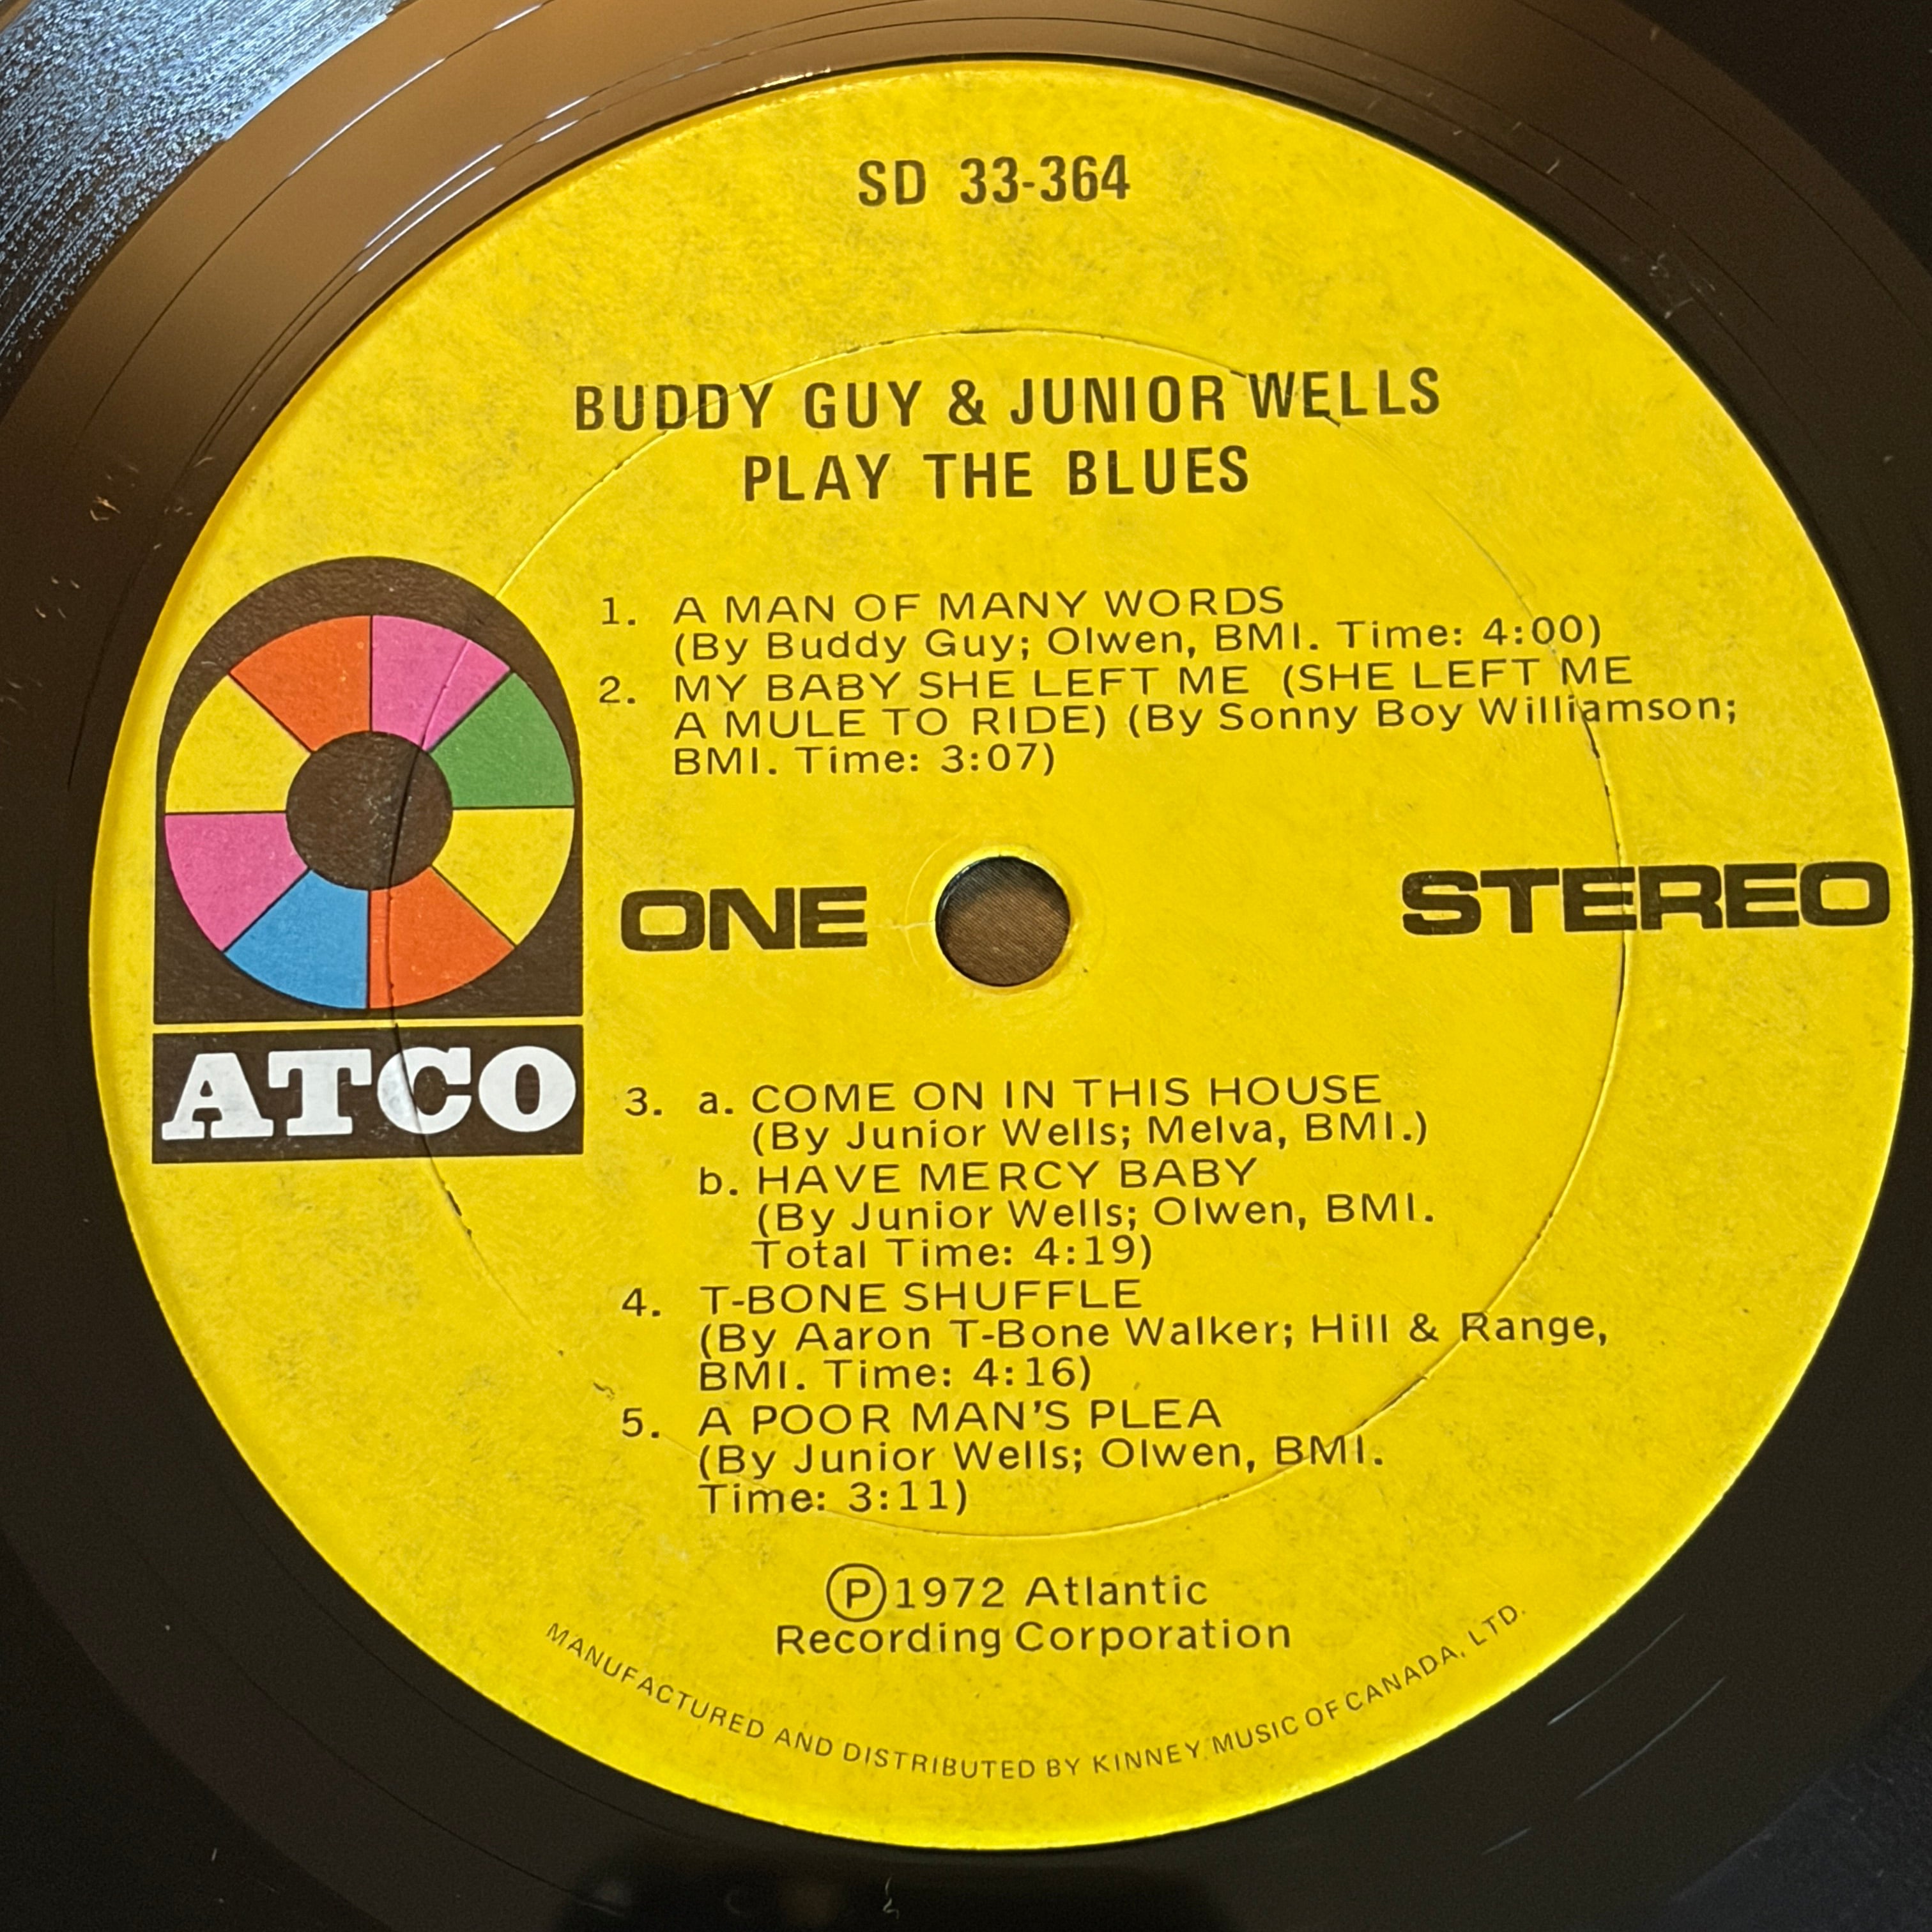 SD 33-364
BUDDY GUY & JUNIOR WELLS
PLAY THE BLUES
1. A MAN OF MANY WORDS
(By Buddy Guy; Olwen, BMI. Time: 4:00)
2. MY BABY SHE LEFT ME (SHE LEFT ME
A MULE TO RIDE) (By Sonny Boy Williamson;
BMI. Time: 3:07)
ONE
STEREO
ATCO
3. a. COME ON IN THIS HOUSE
(By Junior Wells; Melva, BMI.)
b. HAVE MERCY BABY
(By Junior Wells; Olwen, BMI.
Total Time: 4:19)
4. T-BONE SHUFFLE
(By Aaron T-Bone Walker; Hill & Range,
BMI. Time: 4:16)
5. A POOR MAN'S PLEA
(By Junior Wells; Olwen, BMI.
Time: 3:11)
Ⓟ1972 Atlantic
Recording Corporation
MANUFACTURED AND DISTRIBUTED BY KINNEY MUSIC OF CANADA, LTD.